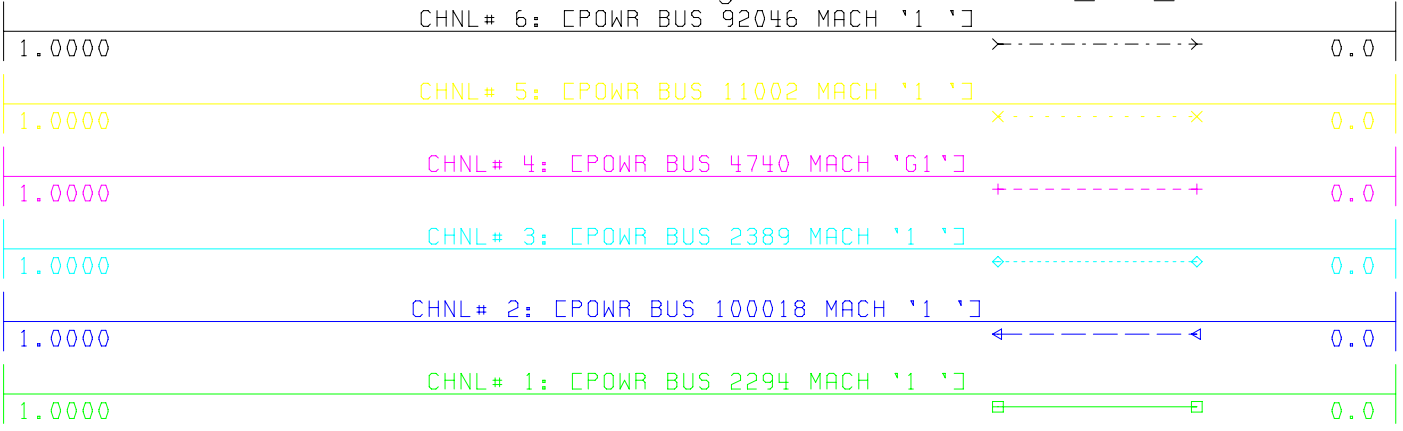 CHNL# 6: [POWR BUS 92046 MACH '1 ']
1.0000 0.0
CHNL# 5: [POWR BUS 11002 MACH '1 ']
1.0000 0.0
CHNL# 4: [POWR BUS 4740 MACH 'G1']
1.0000 0.0
CHNL# 3: [POWR BUS 2389 MACH '1 ']
1.0000 0.0
CHNL# 2: [POWR BUS 100018 MACH '1 ']
1.0000 0.0
CHNL# 1: [POWR BUS 2294 MACH '1 ']
1.0000 0.0